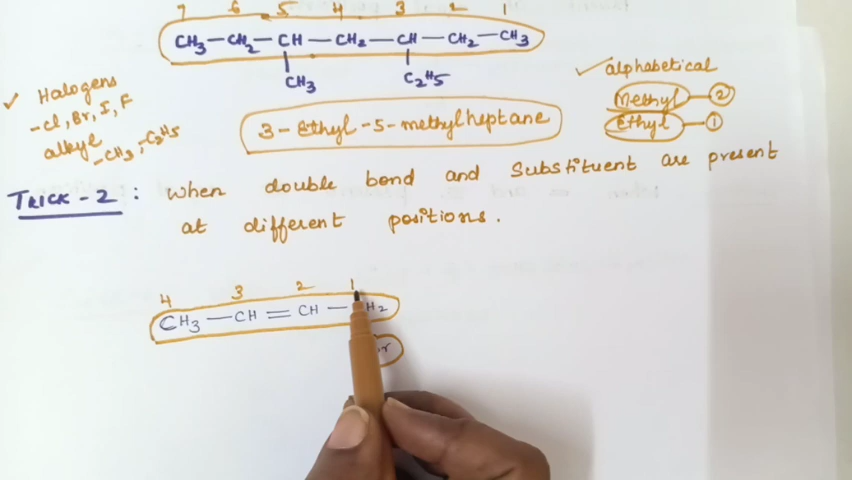 7 6 5 4 3 2 1
CH3 — CH2 — CH — CH2 — CH — CH2 — CH3
CH3 C2H5
✓ Halogens
-Cl, Br, I, F
alkyl
-CH3, -C2H5
3-Ethyl-5-methylheptane
✓ alphabetical
Methyl — 2
Ethyl — 1
TRICK-2 : When double bond and Substituent are present
at different positions.
4 3 2 1
CH3 — CH = CH — H2